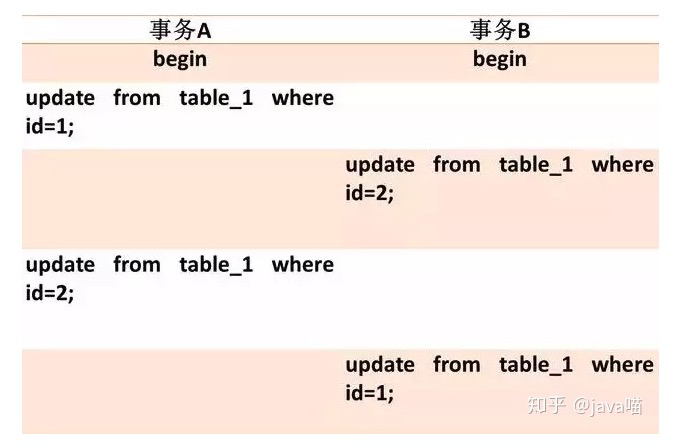 事务A 事务B
begin begin
update from table_1 where
id=1;
update from table_1 where
id=2;
update from table_1 where
id=2;
update from table_1 where
id=1;
知乎 @java喵